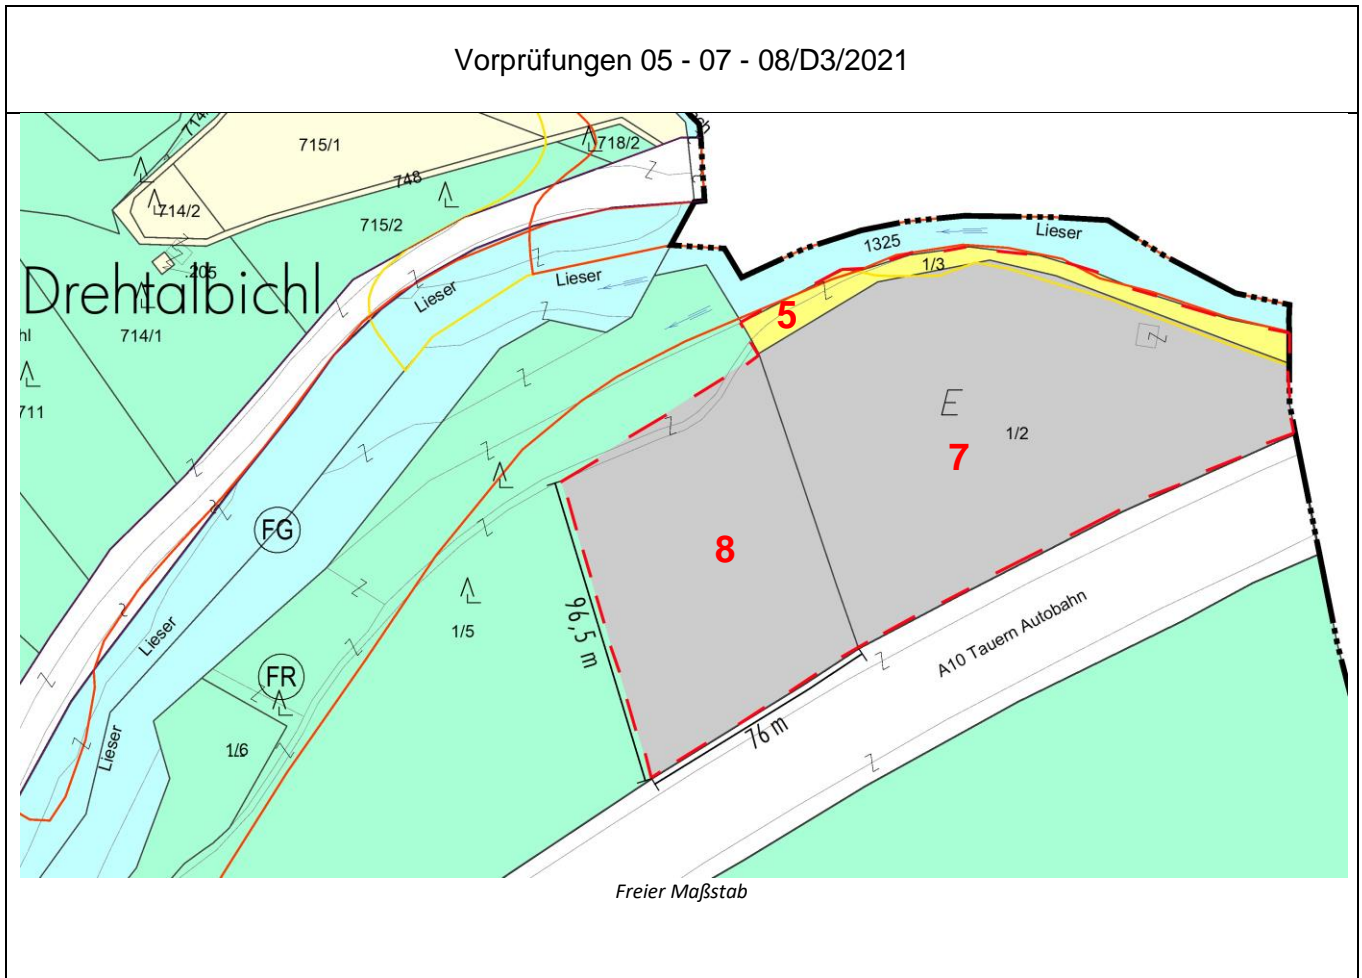 Vorprüfungen 05 - 07 - 08/D3/2021
715/1
718/2
748
714/2
715/2
.205
Drehtalbichl
714/1
711
Lieser
Lieser
1325
Lieser
1/3
5
E
1/2
7
8
FG
FR
1/5
1/6
Lieser
Lieser
96,5 m
76 m
A10 Tauern Autobahn
Freier Maßstab